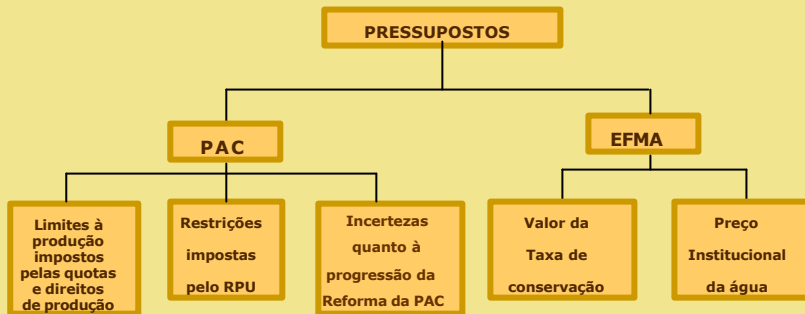 PRESSUPOSTOS
PAC
EFMA
Limites à
produção
impostos
pelas quotas
e direitos
de produção
Restrições
impostas
pelo RPU
Incertezas
quanto à
progressão da
Reforma da PAC
Valor da
Taxa de
conservação
Preço
Institucional
da água